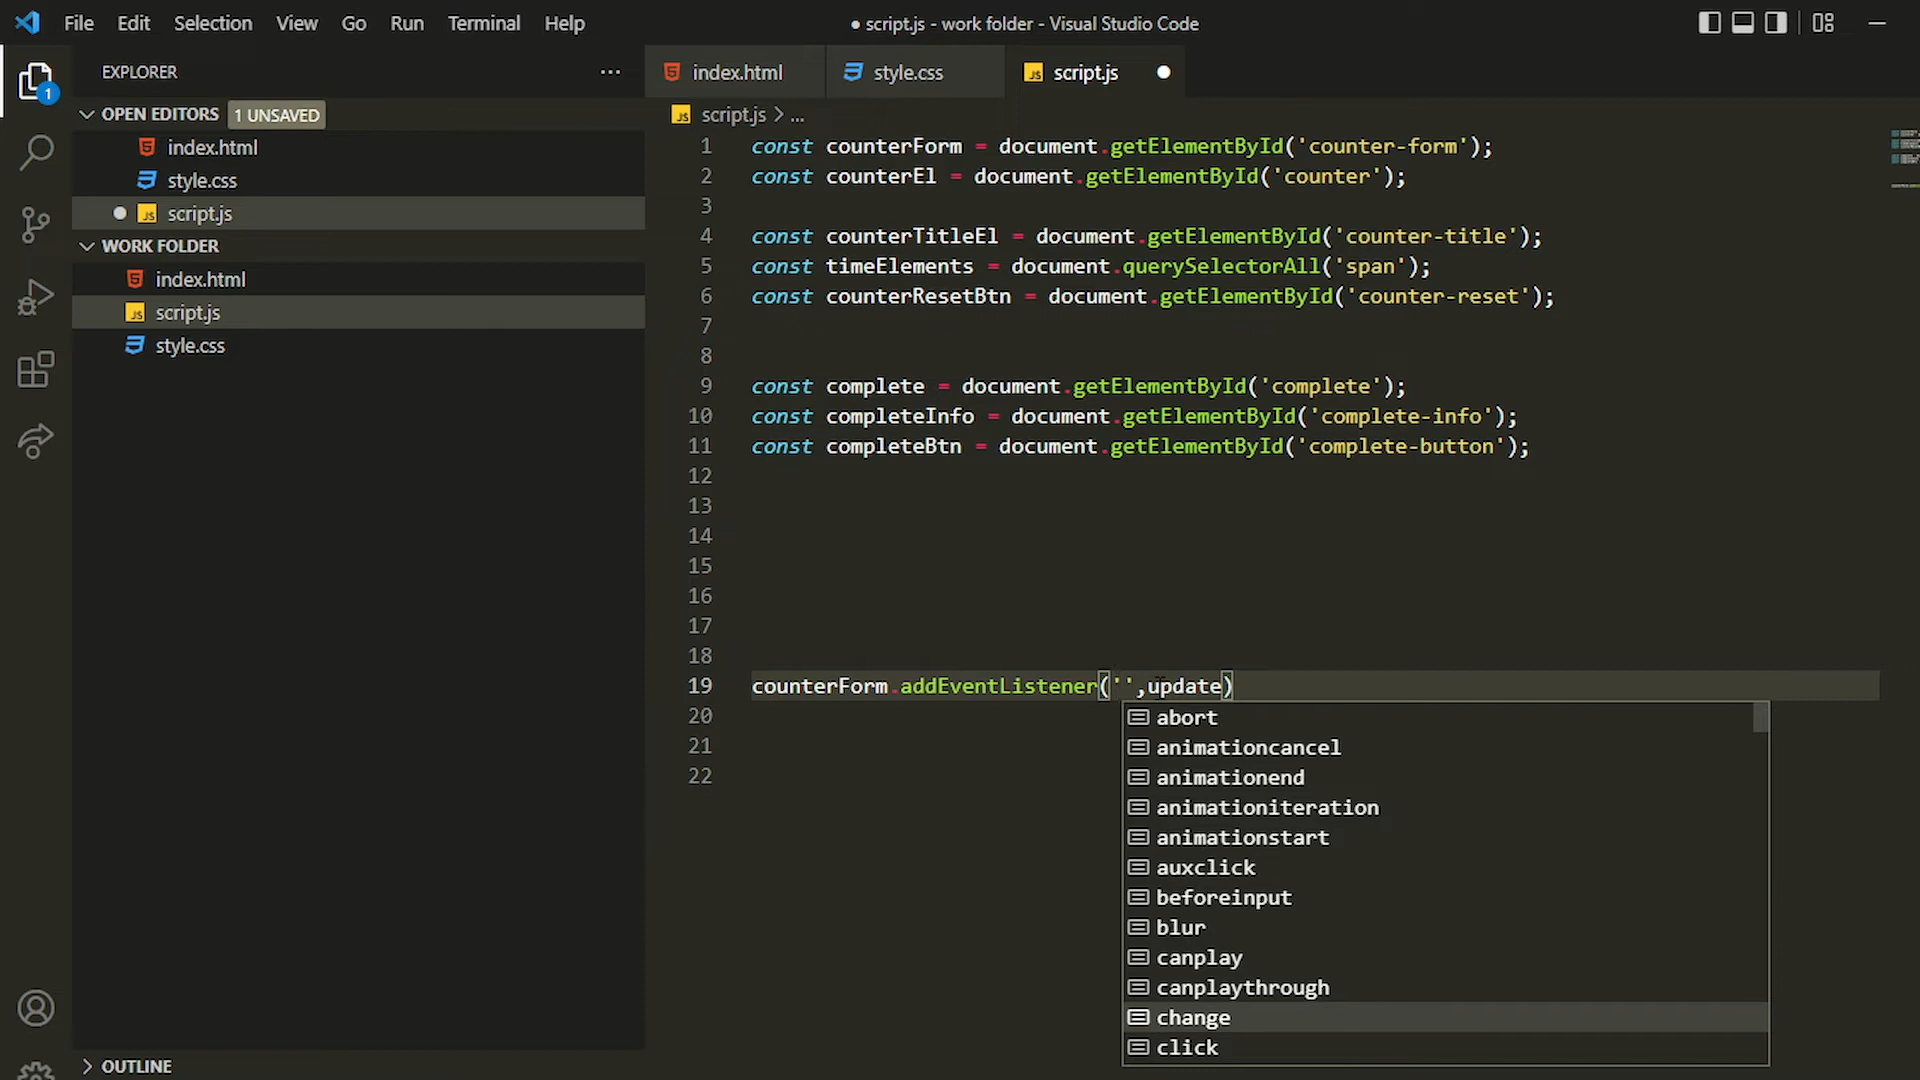 File Edit Selection View Go Run Terminal Help
● script.js - work folder - Visual Studio Code
EXPLORER
1
OPEN EDITORS 1 UNSAVED
index.html
style.css
script.js
WORK FOLDER
index.html
script.js
style.css
OUTLINE
index.html style.css script.js
script.js > ...
1 const counterForm = document.getElementById('counter-form');
2 const counterEl = document.getElementById('counter');
3
4 const counterTitleEl = document.getElementById('counter-title');
5 const timeElements = document.querySelectorAll('span');
6 const counterResetBtn = document.getElementById('counter-reset');
7
8
9 const complete = document.getElementById('complete');
10 const completeInfo = document.getElementById('complete-info');
11 const completeBtn = document.getElementById('complete-button');
12
13
14
15
16
17
18
19 counterForm.addEventListener('',update)
20
21
22
abort
animationcancel
animationend
animationiteration
animationstart
auxclick
beforeinput
blur
canplay
canplaythrough
change
click